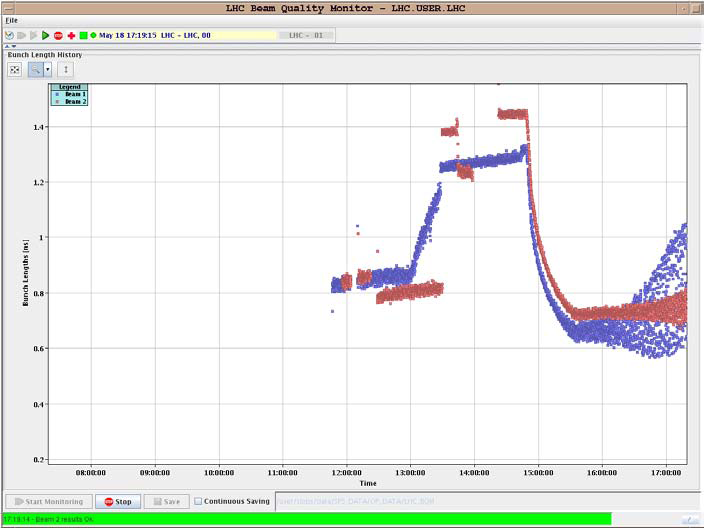 LHC Beam Quality Monitor - LHC.USER.LHC
File
May 18 17:19:15 LHC - LHC, 00
LHC - 01
Bunch Length History
Legend
Beam 1
Beam 2
1.4
1.2
1
0.8
0.6
0.4
0.2
Bunch Lengths [ns]
08:00:00 09:00:00 10:00:00 11:00:00 12:00:00 13:00:00 14:00:00 15:00:00 16:00:00 17:00:00
Time
Start Monitoring
STOP Stop
Save
Continuous Saving
17:19:14 - Beam 2 results OK